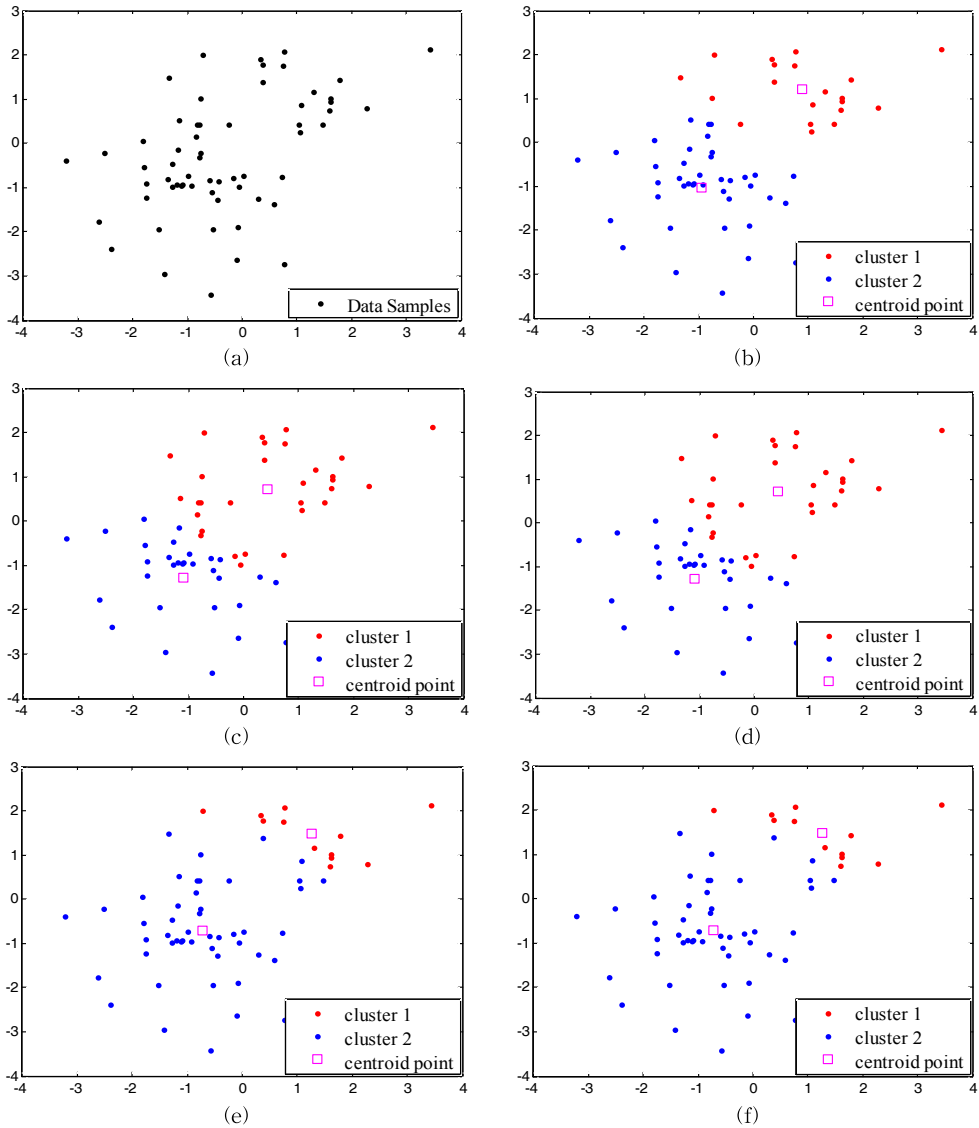 3
2
1
0
-1
-2
-3
-4
-4 -3 -2 -1 0 1 2 3 4
Data Samples
(a)
3
2
1
0
-1
-2
-3
-4
-4 -3 -2 -1 0 1 2 3 4
cluster 1
cluster 2
centroid point
(b)
3
2
1
0
-1
-2
-3
-4
-4 -3 -2 -1 0 1 2 3 4
cluster 1
cluster 2
centroid point
(c)
3
2
1
0
-1
-2
-3
-4
-4 -3 -2 -1 0 1 2 3 4
cluster 1
cluster 2
centroid point
(d)
3
2
1
0
-1
-2
-3
-4
-4 -3 -2 -1 0 1 2 3 4
cluster 1
cluster 2
centroid point
(e)
3
2
1
0
-1
-2
-3
-4
-4 -3 -2 -1 0 1 2 3 4
cluster 1
cluster 2
centroid point
(f)